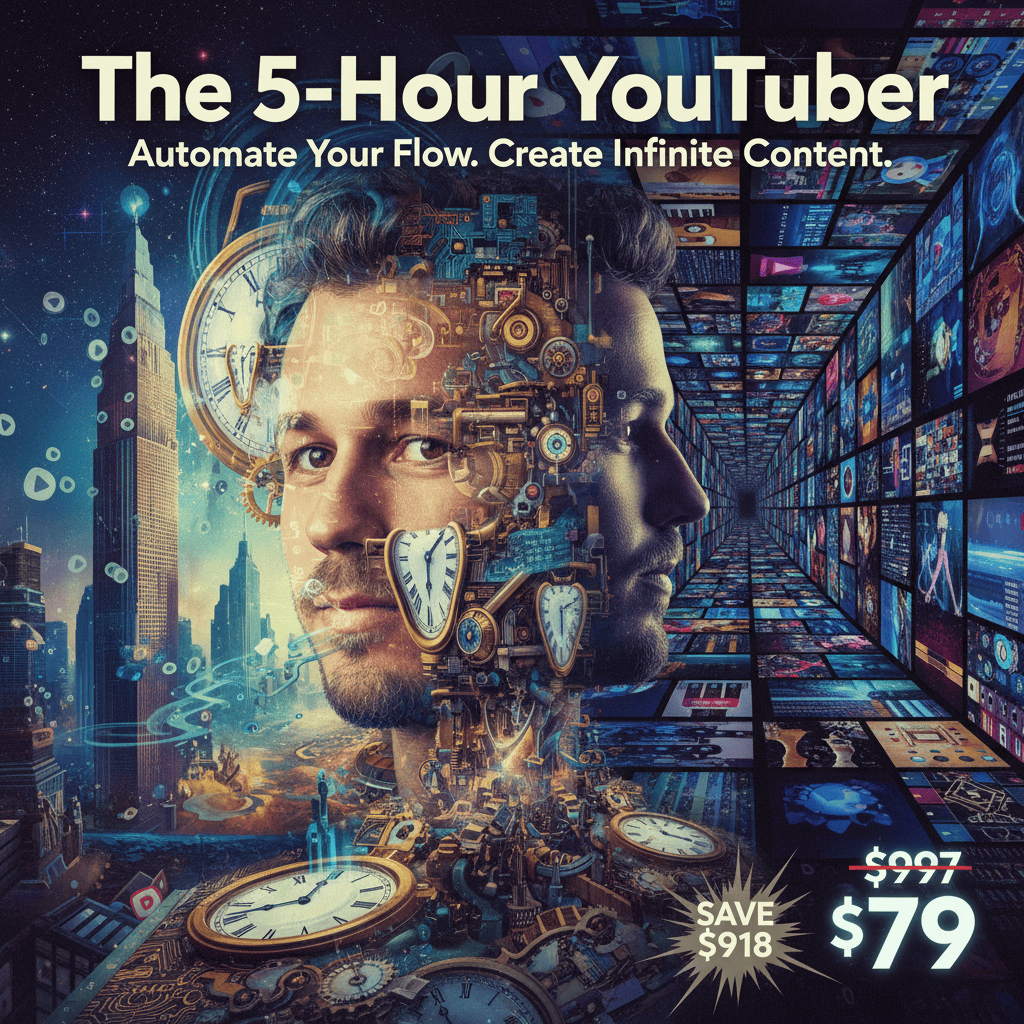 The 5-Hour YouTuber
Automate Your Flow. Create Infinite Content.
$997
SAVE
$918
$79